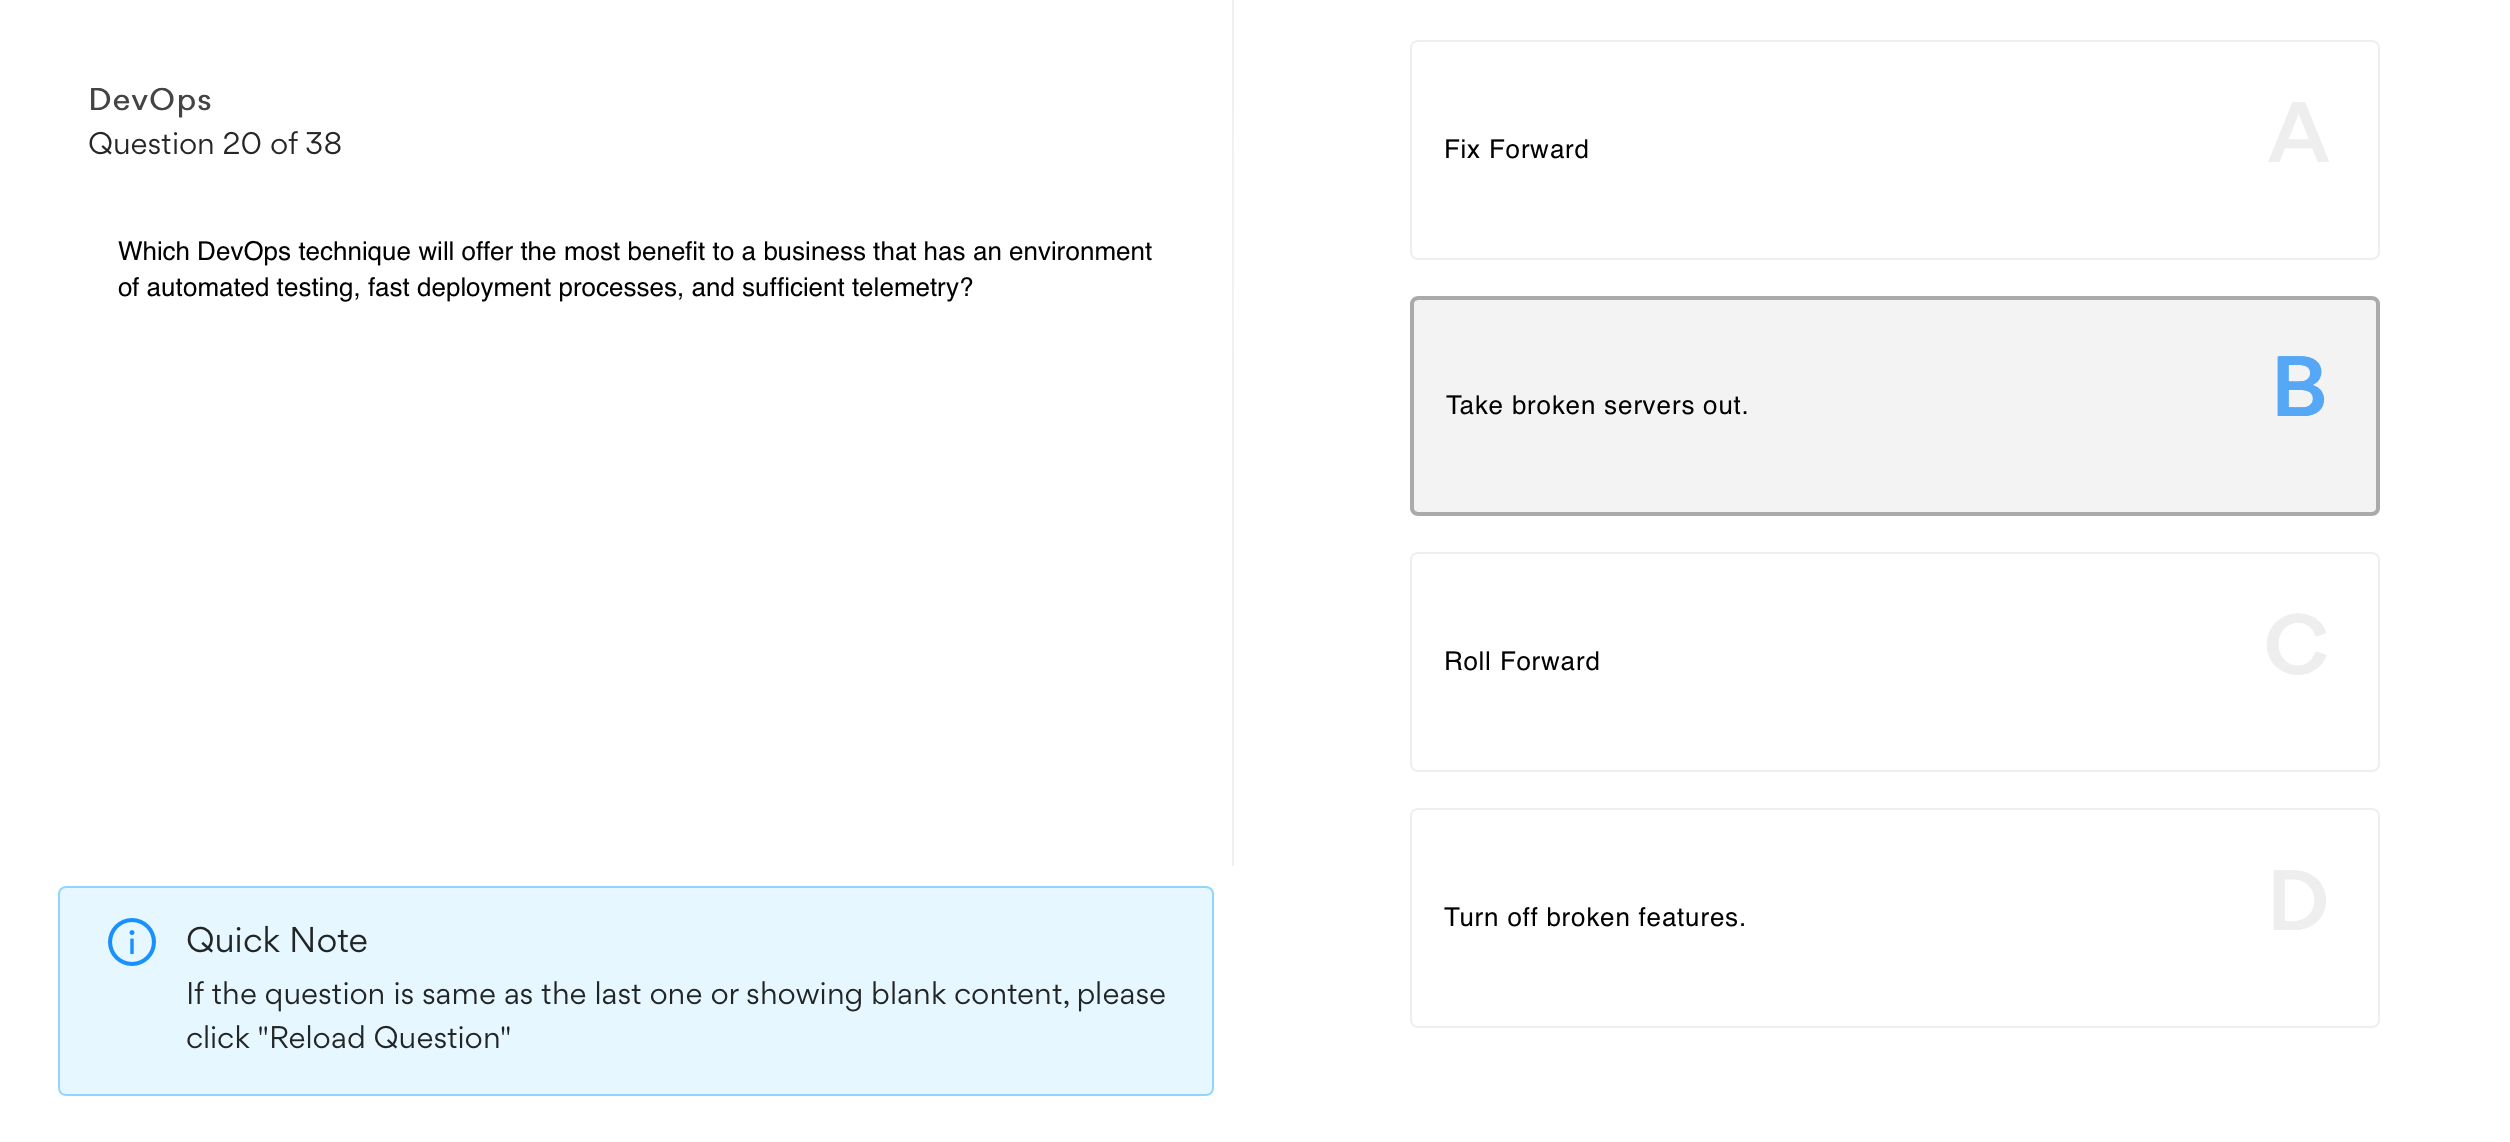 DevOps
Question 20 of 38
Which DevOps technique will offer the most benefit to a business that has an environment
of automated testing, fast deployment processes, and sufficient telemetry?
Quick Note
If the question is same as the last one or showing blank content, please
click "Reload Question"
Fix Forward
A
Take broken servers out.
B
Roll Forward
C
Turn off broken features.
D